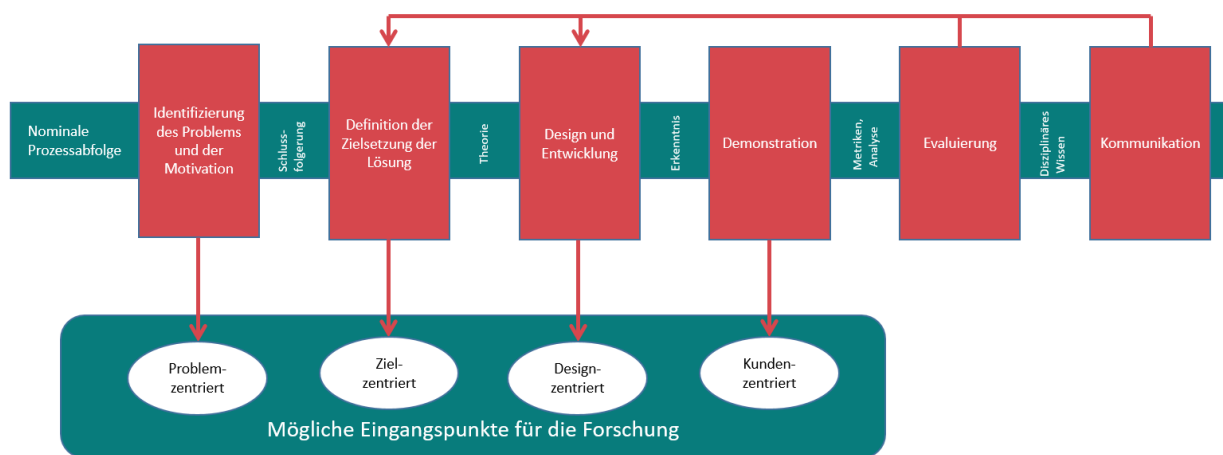 Nominale
Prozessabfolge
Identifizierung
des Problems
und der
Motivation
Schluss-
folgerung
Definition der
Zielsetzung der
Lösung
Theorie
Design und
Entwicklung
Erkenntnis
Demonstration
Metriken,
Analyse
Evaluierung
Disziplinäres
Wissen
Kommunikation
Problem-
zentriert
Ziel-
zentriert
Design-
zentriert
Kunden-
zentriert
Mögliche Eingangspunkte für die Forschung